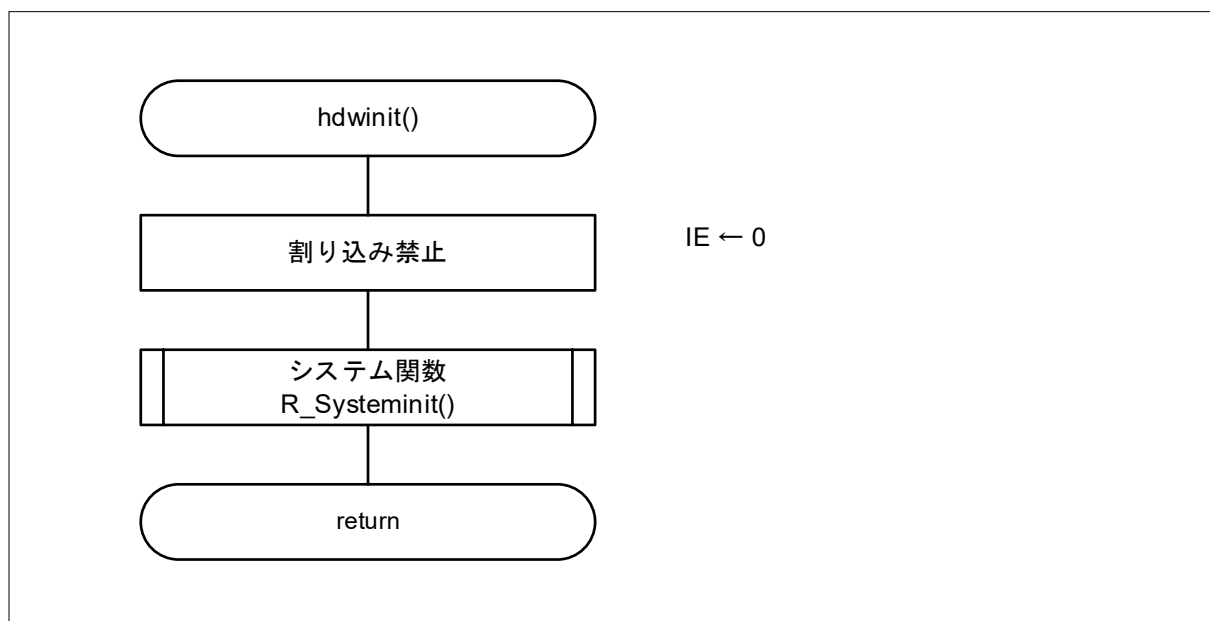 hdwinit()
割り込み禁止
IE ← 0
システム関数
R_Systeminit()
return